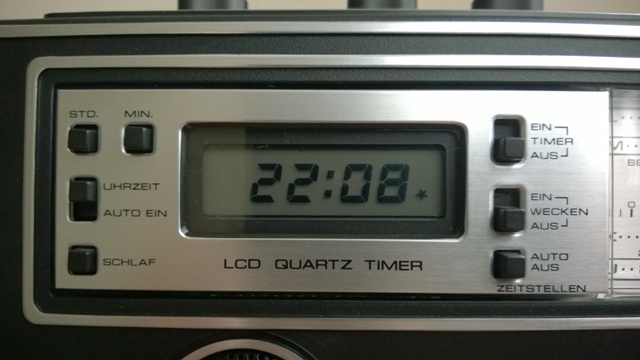 STD. MIN.
22:08
UHRZEIT
AUTO EIN
SCHLAF
LCD QUARTZ TIMER
EIN
TIMER
AUS
EIN
WECKEN
AUS
AUTO
AUS
ZEITSTELLEN